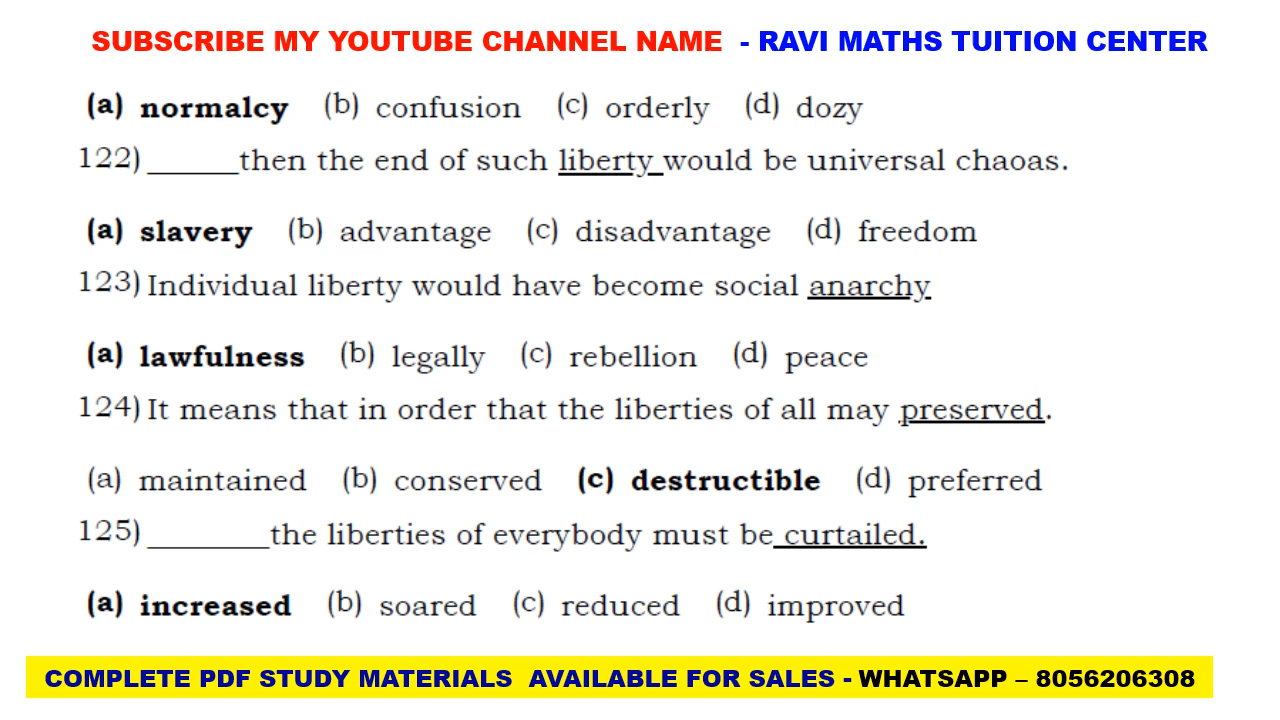 SUBSCRIBE MY YOUTUBE CHANNEL NAME - RAVI MATHS TUITION CENTER
(a) normalcy (b) confusion (c) orderly (d) dozy
122) ______then the end of such liberty would be universal chaoas.
(a) slavery (b) advantage (c) disadvantage (d) freedom
123) Individual liberty would have become social anarchy
(a) lawfulness (b) legally (c) rebellion (d) peace
124) It means that in order that the liberties of all may preserved.
(a) maintained (b) conserved (c) destructible (d) preferred
125) ________the liberties of everybody must be curtailed.
(a) increased (b) soared (c) reduced (d) improved
COMPLETE PDF STUDY MATERIALS AVAILABLE FOR SALES - WHATSAPP – 8056206308